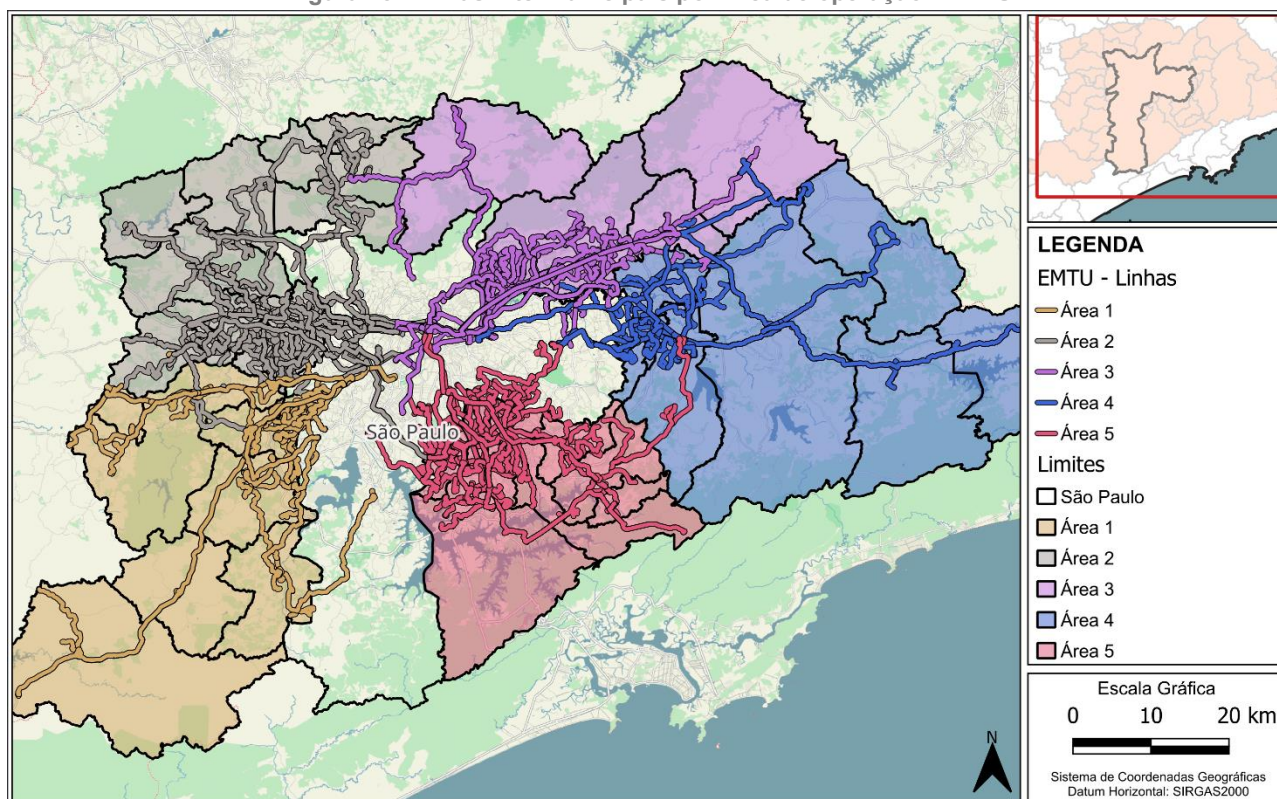 São Paulo
LEGENDA
EMTU - Linhas
Área 1
Área 2
Área 3
Área 4
Área 5
Limites
São Paulo
Área 1
Área 2
Área 3
Área 4
Área 5
Escala Gráfica
0 10 20 km
N
Sistema de Coordenadas Geográficas
Datum Horizontal: SIRGAS2000